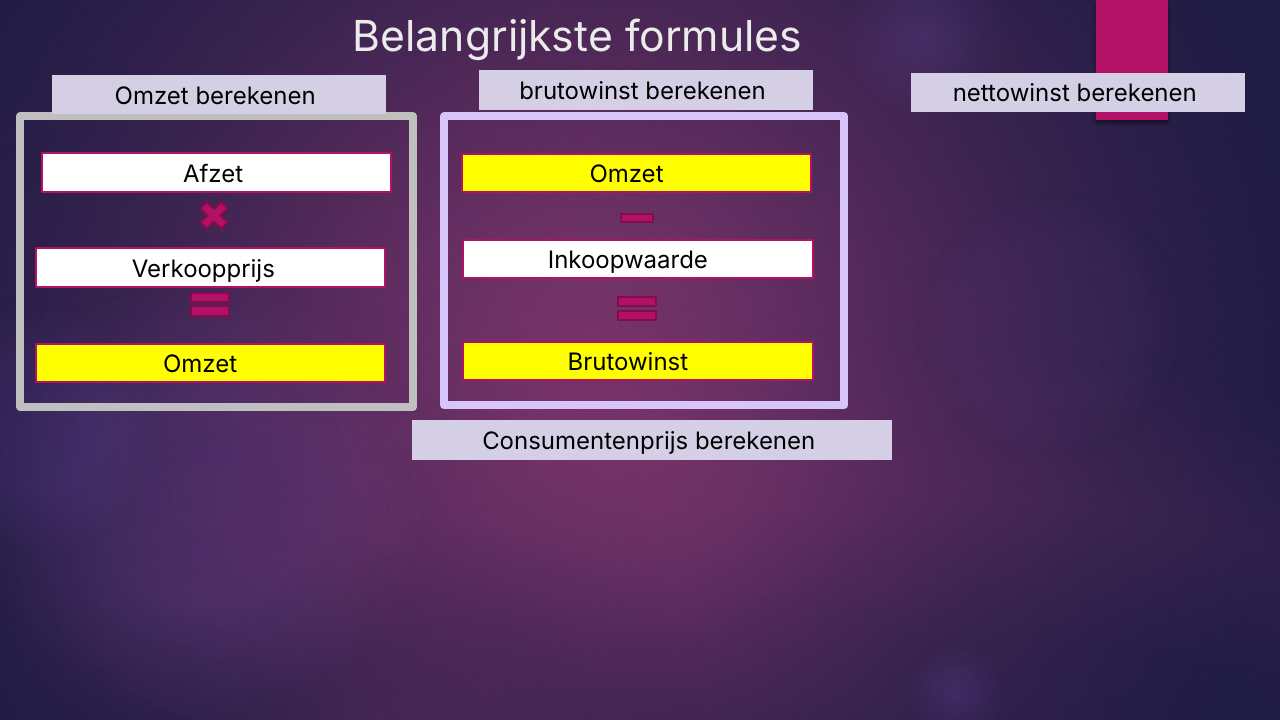 Belangrijkste formules
Omzet berekenen
Afzet
Verkoopprijs
Omzet
brutowinst berekenen
Omzet
Inkoopwaarde
Brutowinst
nettowinst berekenen
Consumentenprijs berekenen